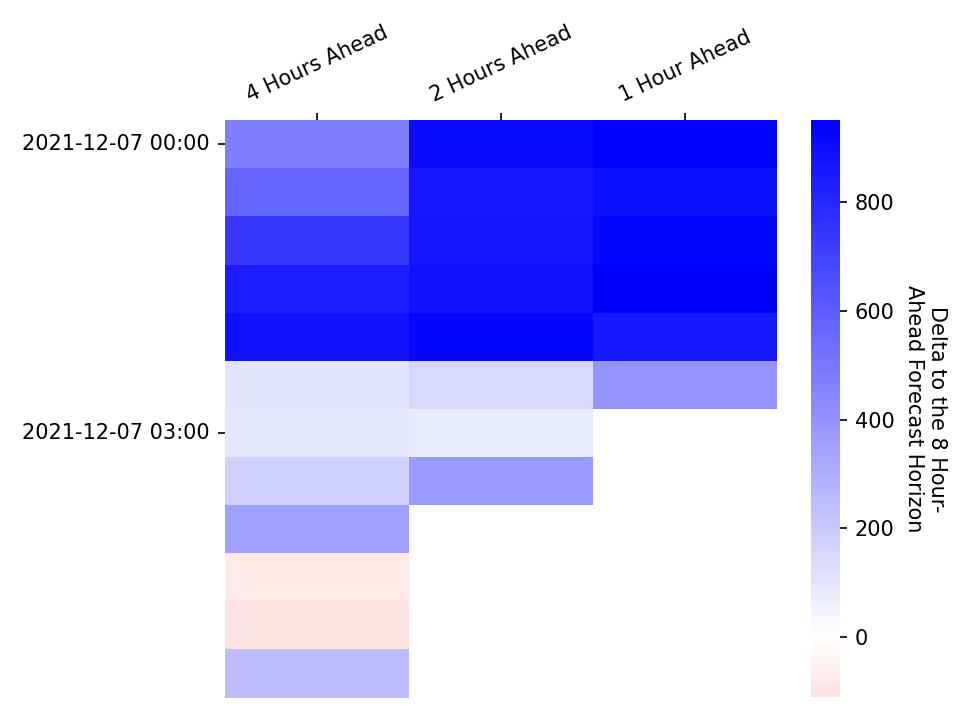 4 Hours Ahead
2 Hours Ahead
1 Hour Ahead
2021-12-07 00:00
2021-12-07 03:00
800
600
400
200
0
Delta to the 8 Hour-
Ahead Forecast Horizon